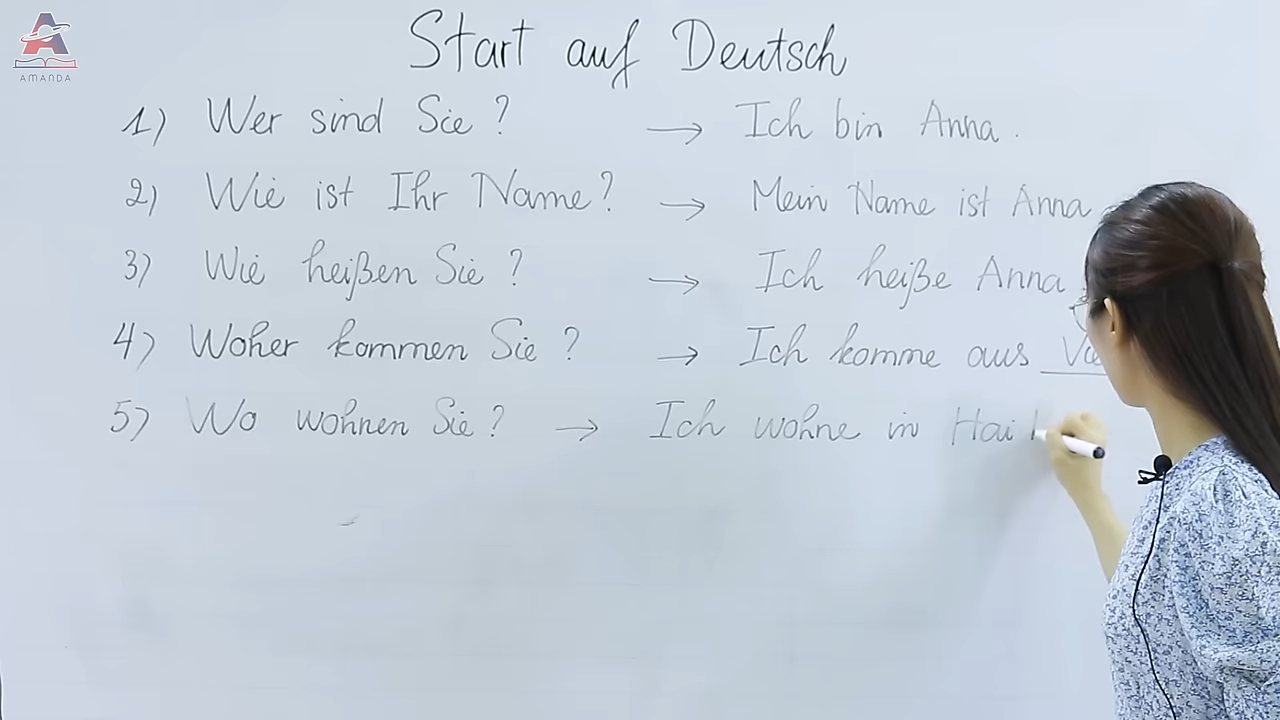 AMANDA
Start auf Deutsch
1) Wer sind Sie? → Ich bin Anna.
2) Wie ist Ihr Name? → Mein Name ist Anna
3) Wie heißen Sie? → Ich heiße Anna
4) Woher kommen Sie? → Ich komme aus
5) Wo wohnen Sie? → Ich wohne in Hai